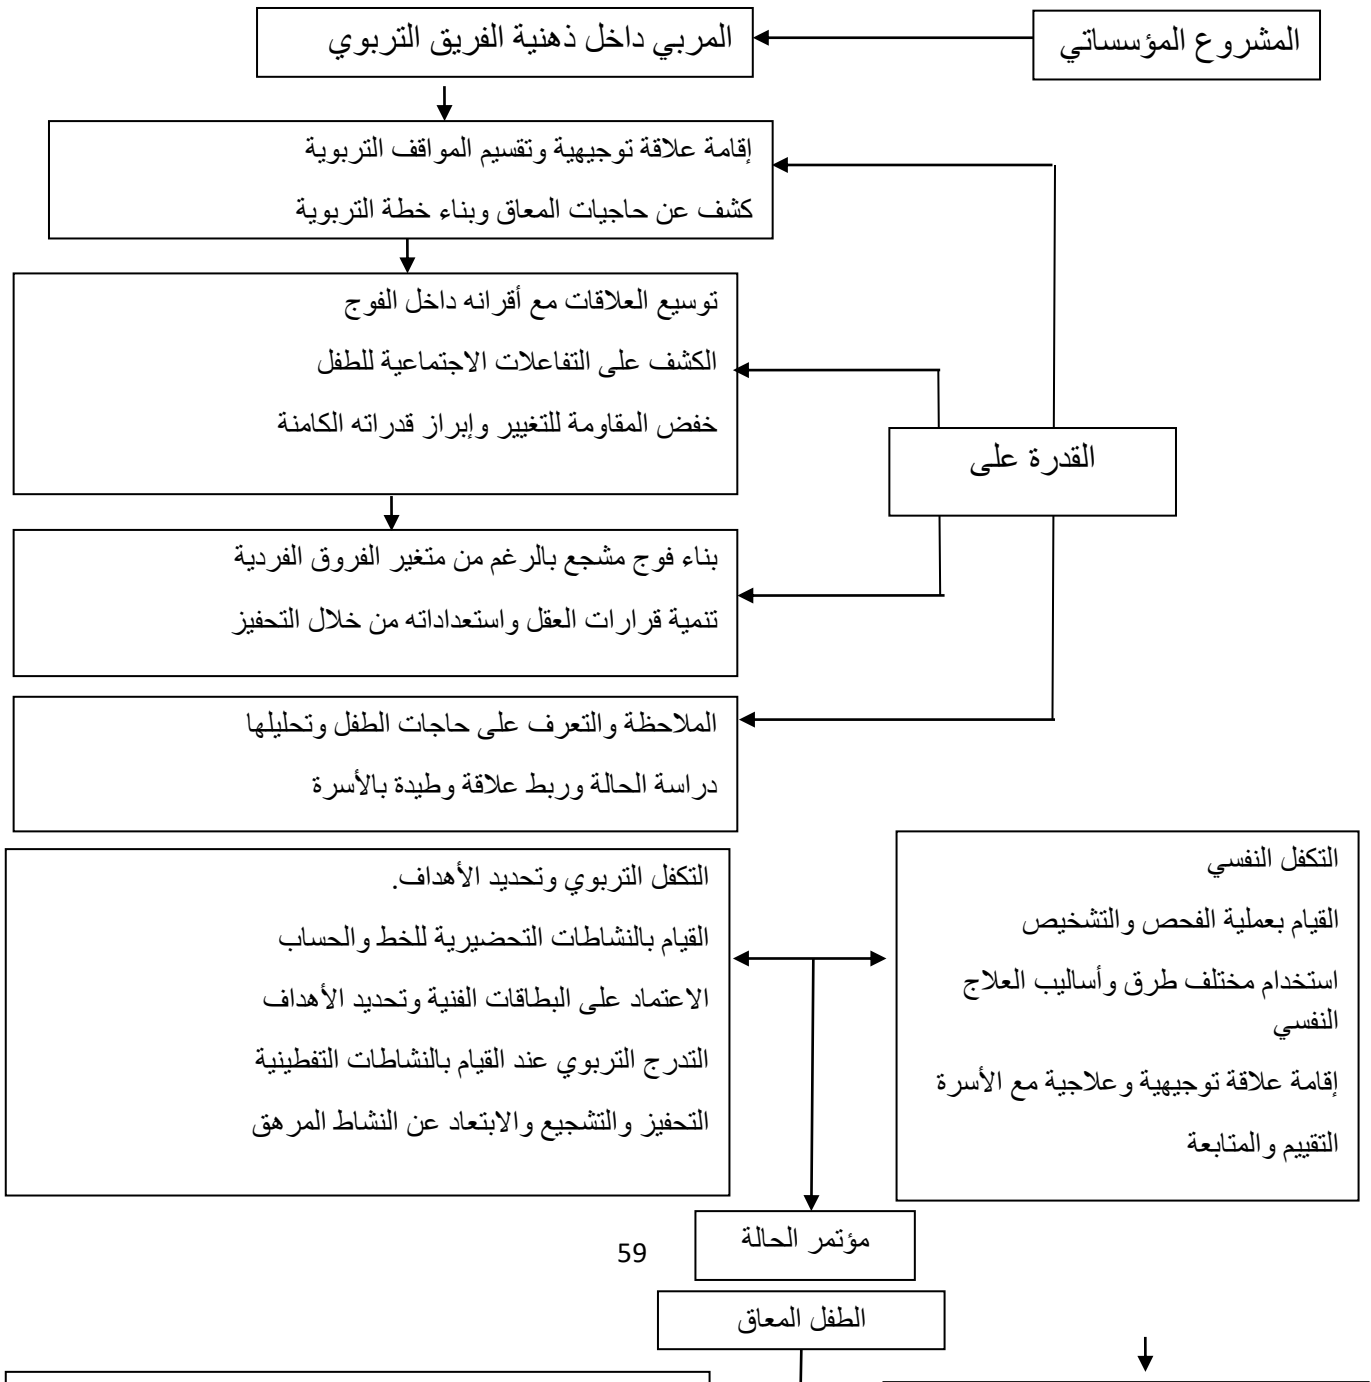 المشروع المؤسساتي
المربي داخل ذهنية الفريق التربوي
إقامة علاقة توجيهية وتقسيم المواقف التربوية
كشف عن حاجيات المعاق وبناء خطة التربوية
توسيع العلاقات مع أقرانه داخل الفوج
الكشف على التفاعلات الاجتماعية للطفل
خفض المقاومة للتغيير وإبراز قدراته الكامنة
القدرة على
بناء فوج مشجع بالرغم من متغير الفروق الفردية
تنمية قرارات العقل واستعداداته من خلال التحفيز
الملاحظة والتعرف على حاجات الطفل وتحليلها
دراسة الحالة وربط علاقة وطيدة بالأسرة
التكفل النفسي
القيام بعملية الفحص والتشخيص
استخدام مختلف طرق وأساليب العلاج
النفسي
إقامة علاقة توجيهية وعلاجية مع الأسرة
التقييم والمتابعة
التكفل التربوي وتحديد الأهداف.
القيام بالنشاطات التحضيرية للخط والحساب
الاعتماد على البطاقات الفنية وتحديد الأهداف
التدرج التربوي عند القيام بالنشاطات التفطينية
التحفيز والتشجيع والابتعاد عن النشاط المرهق
مؤتمر الحالة
59
الطفل المعاق